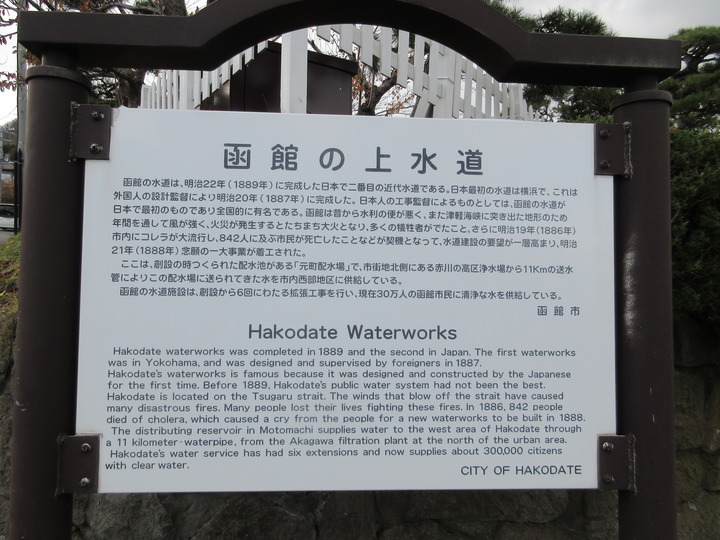 函館の上水道
函館の水道は、明治22年（1889年）に完成した日本で二番目の近代水道である。日本最初の水道は横浜で、これは
外国人の設計監督により明治20年（1887年）に完成した。日本人の工事監督によるものとしては、函館の水道が
日本で最初のものであり全国的に有名である。函館は昔から水利の便が悪く、また津軽海峡に突き出た地形のため
年間を通して風が強く、火災が発生するとたちまち大火となり、多くの犠牲者がでたこと、さらに明治19年（1886年）
市内にコレラが大流行し、842人に及ぶ市民が死亡したことなどが契機となって、水道建設の要望が一層高まり、明治
21年（1888年）念願の一大事業が着工された。
ここは、創設の時つくられた配水池がある「元町配水場」で、市街地北側にある赤川の高区浄水場から11Kmの送水
管によりこの配水場に送られてきた水を市内西部地区に供給している。
函館の水道施設は、創設から6回にわたる拡張工事を行い、現在30万人の函館市民に清浄な水を供給している。
函館市
Hakodate Waterworks
Hakodate waterworks was completed in 1889 and the second in Japan. The first waterworks
was in Yokohama, and was designed and supervised by foreigners in 1887.
Hakodate's waterworks is famous because it was designed and constructed by the Japanese
for the first time. Before 1889, Hakodate's public water system had not been the best.
Hakodate is located on the Tsugaru strait. The winds that blow off the strait have caused
many disastrous fires. Many people lost their lives fighting these fires. In 1886, 842 people
died of cholera, which caused a cry from the people for a new waterworks to be built in 1888.
The distributing reservoir in Motomachi supplies water to the west area of Hakodate through
a 11 kilometer-waterpipe, from the Akagawa filtration plant at the north of the urban area.
Hakodate's water service has had six extensions and now supplies about 300,000 citizens
with clear water.
CITY OF HAKODATE